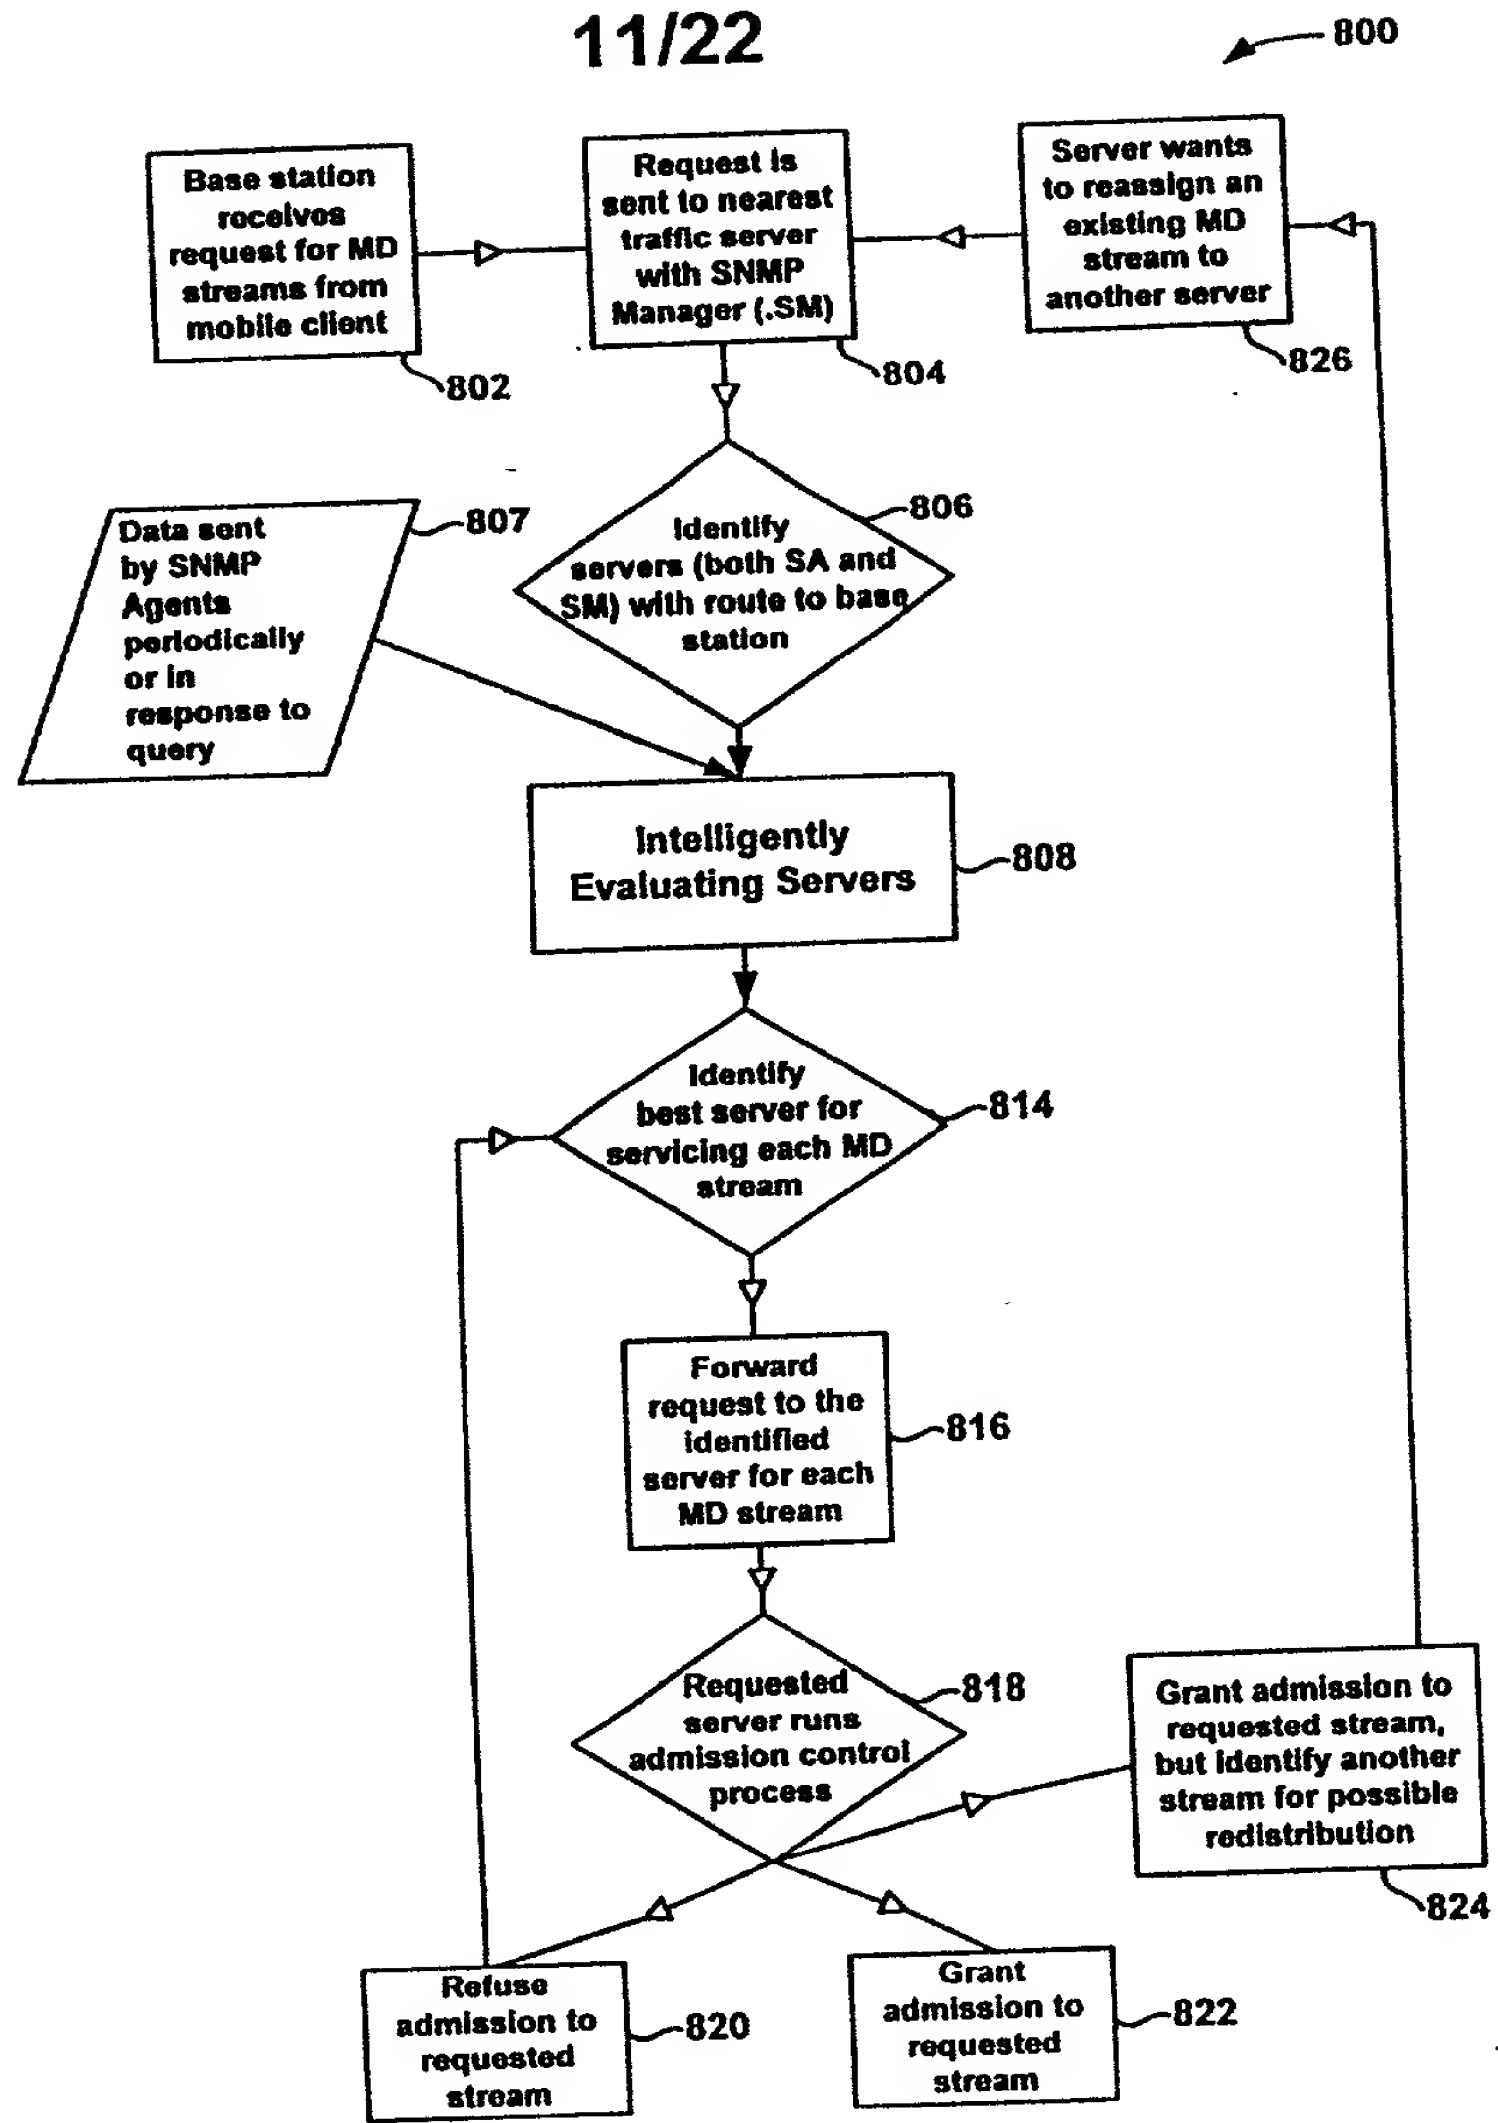 11/22
800
Base station
receives
request for MD
streams from
mobile client
802
Request is
sent to nearest
traffic server
with SNMP
Manager (.SM)
804
Server wants
to reassign an
existing MD
stream to
another server
826
Data sent
by SNMP
Agents
periodically
or in
response to
query
807
Identify
servers (both SA and
SM) with route to base
station
806
Intelligently
Evaluating Servers
808
Identify
best server for
servicing each MD
stream
814
Forward
request to the
identified
server for each
MD stream
816
Requested
server runs
admission control
process
818
Grant admission to
requested stream,
but identify another
stream for possible
redistribution
824
Refuse
admission to
requested
stream
820
Grant
admission to
requested
stream
822